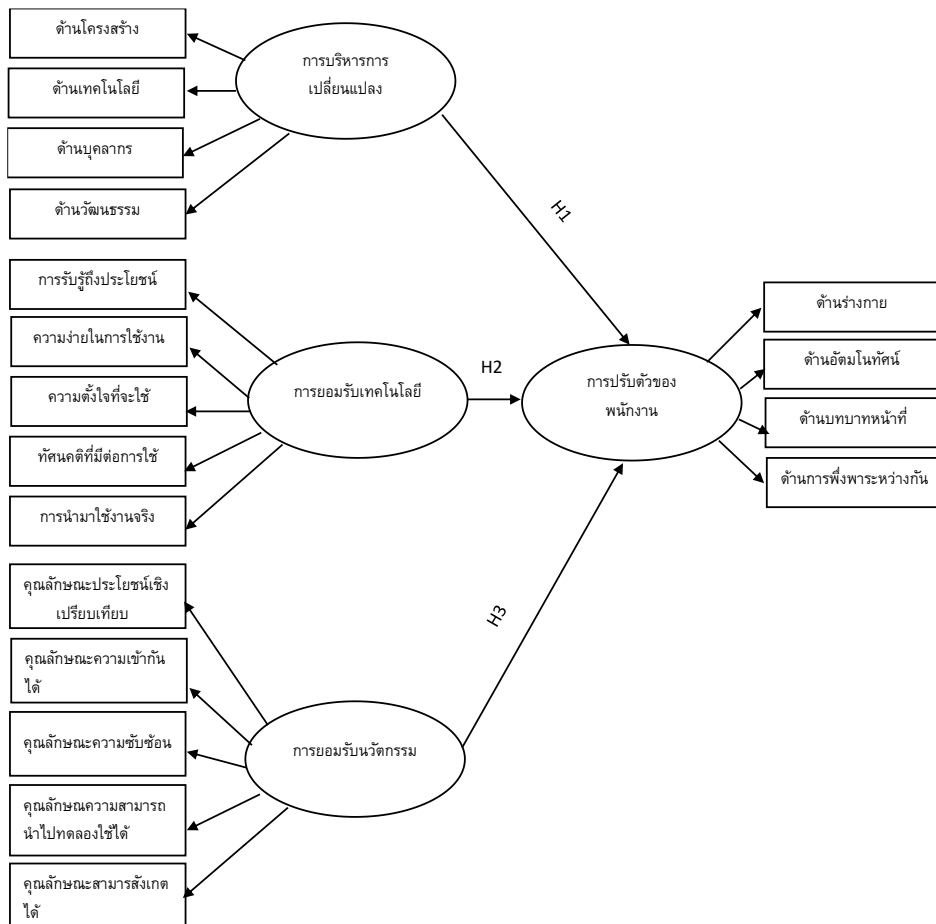 ด้านโครงสร้าง
ด้านเทคโนโลยี
ด้านบุคลากร
ด้านวัฒนธรรม
การบริหารการ
เปลี่ยนแปลง
H1
การรับรู้ถึงประโยชน์
ความง่ายในการใช้งาน
ความตั้งใจที่จะใช้
ทัศนคติที่มีต่อการใช้
การนำมาใช้งานจริง
การยอมรับเทคโนโลยี
H2
การปรับตัวของ
พนักงาน
ด้านร่างกาย
ด้านอัตมโนทัศน์
ด้านบทบาทหน้าที่
ด้านการพึ่งพาระหว่างกัน
คุณลักษณะประโยชน์เชิง
เปรียบเทียบ
คุณลักษณะความเข้ากัน
ได้
คุณลักษณะความซับซ้อน
คุณลักษณความสามารถ
นำไปทดลองใช้ได้
คุณลักษณะสามารสังเกต
ได้
การยอมรับนวัตกรรม
H3